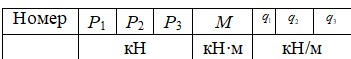 Номер P₁ P₂ P₃ M q₁ q₂ q₃
кН кН·м кН/м